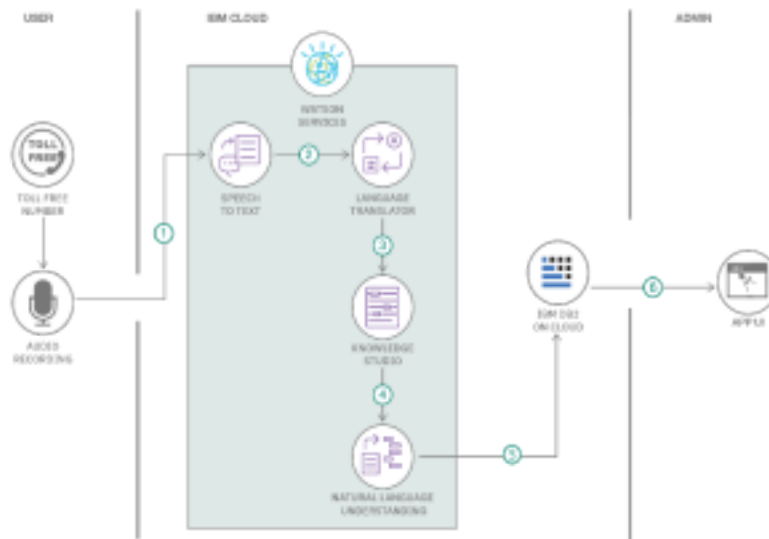 USER
IBM CLOUD
ADMIN
WATSON
SERVICES
TOLL
FREE
TOLL FREE
NUMBER
SPEECH
TO TEXT
2
LANGUAGE
TRANSLATOR
1
3
AUDIO
RECORDING
KNOWLEDGE
STUDIO
IBM DB2
ON CLOUD
6
APP UI
4
5
NATURAL LANGUAGE
UNDERSTANDING